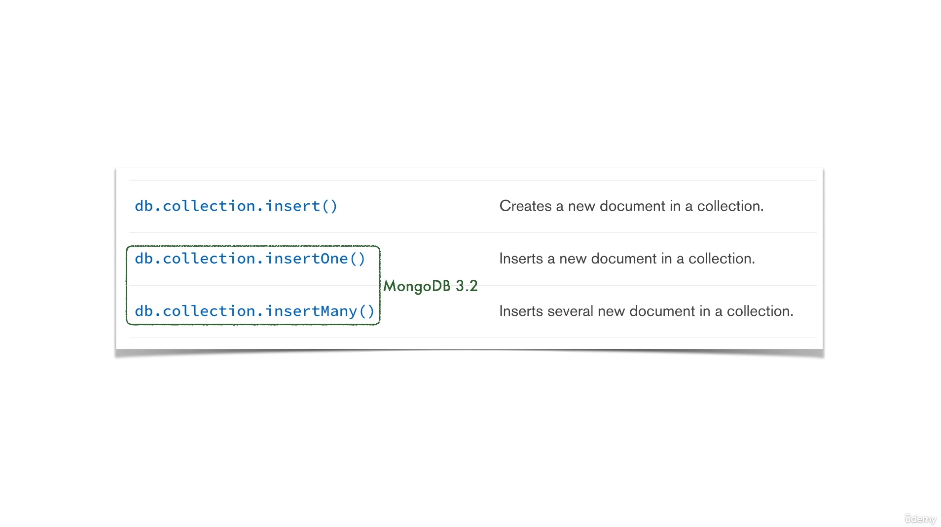 db.collection.insert() Creates a new document in a collection.
db.collection.insertOne() Inserts a new document in a collection.
MongoDB 3.2
db.collection.insertMany() Inserts several new document in a collection.
ûdemy